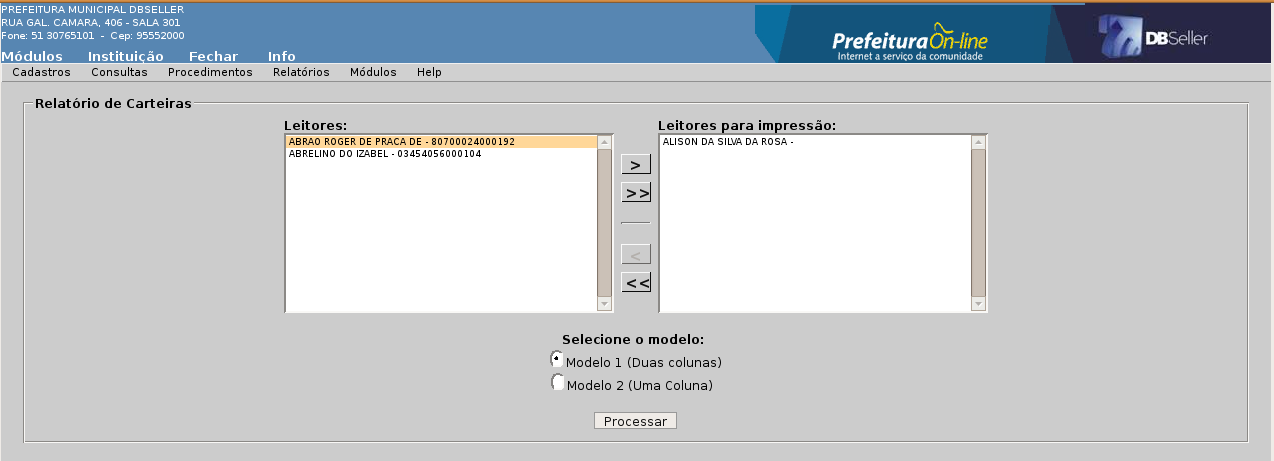 PREFEITURA MUNICIPAL DBSELLER
RUA GAL. CAMARA, 406 - SALA 301
Fone: 51 30765101 - Cep: 95552000
Prefeitura On-line
Internet a serviço da comunidade
DBSeller
Módulos Instituição Fechar Info
Cadastros Consultas Procedimentos Relatórios Módulos Help
Relatório de Carteiras
Leitores:
ABRAO ROGER DE PRACA DE - 80700024000192
ABRELINO DO IZABEL - 03454056000104
>
>>
<
<<
Leitores para impressão:
ALISON DA SILVA DA ROSA -
Selecione o modelo:
Modelo 1 (Duas colunas)
Modelo 2 (Uma Coluna)
Processar